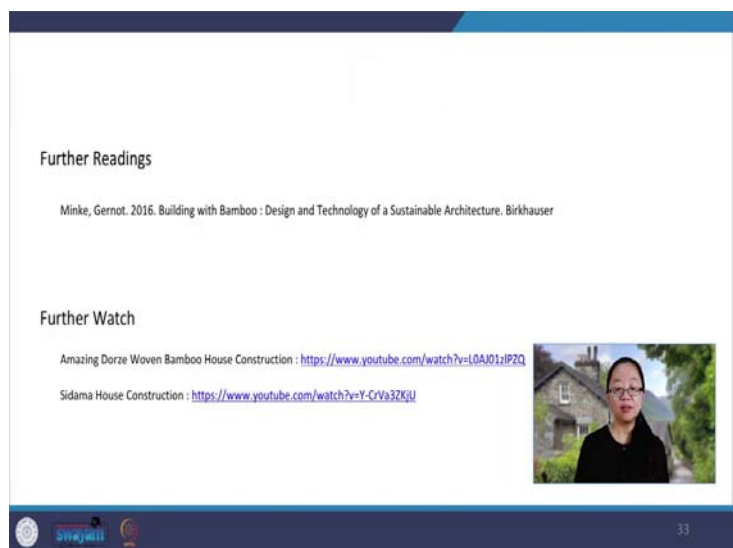 Further Readings
Minke, Gernot. 2016. Building with Bamboo : Design and Technology of a Sustainable Architecture. Birkhauser
Further Watch
Amazing Dorze Woven Bamboo House Construction : https://www.youtube.com/watch?v=L0AJ01zlPZQ
Sidama House Construction : https://www.youtube.com/watch?v=Y-CrVa3ZKjU
swayam
33